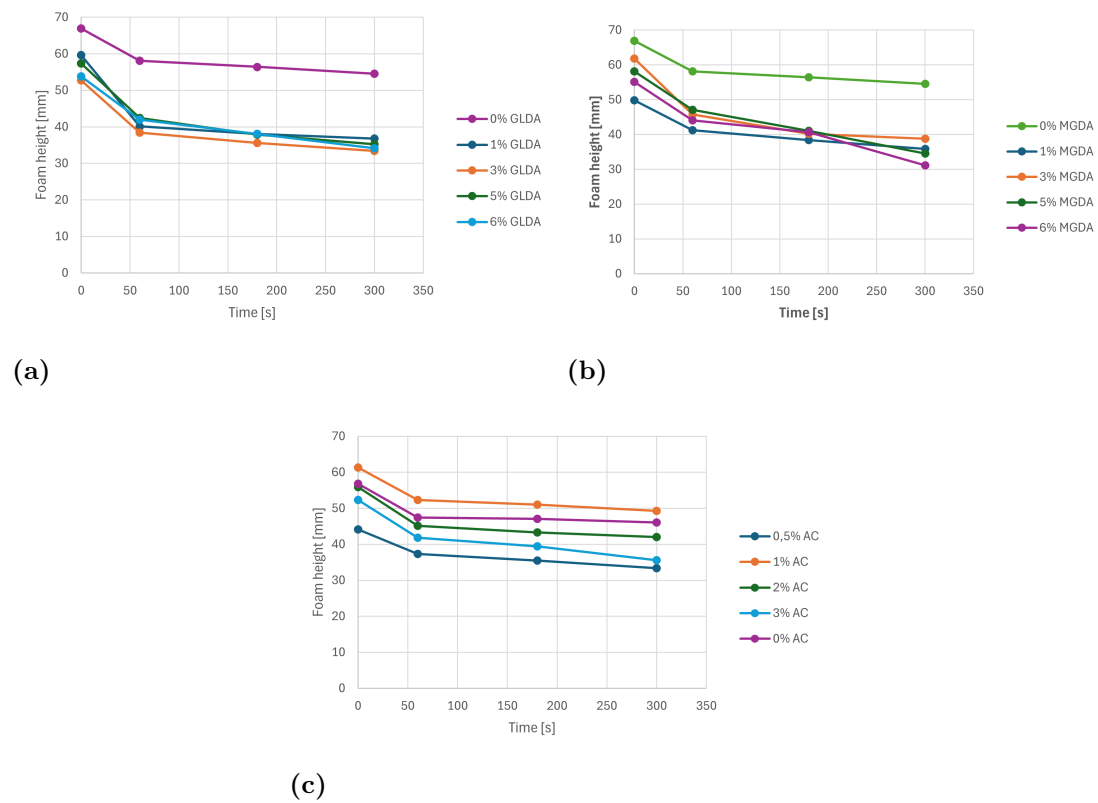 70
60
50
40
30
20
10
0
Foam height [mm]
0 50 100 150 200 250 300 350
Time [s]
0% GLDA
1% GLDA
3% GLDA
5% GLDA
6% GLDA
(a)
70
60
50
40
30
20
10
0
Foam height [mm]
0 50 100 150 200 250 300 350
Time [s]
0% MGDA
1% MGDA
3% MGDA
5% MGDA
6% MGDA
(b)
70
60
50
40
30
20
10
0
Foam height [mm]
0 50 100 150 200 250 300 350
Time [s]
0,5% AC
1% AC
2% AC
3% AC
0% AC
(c)